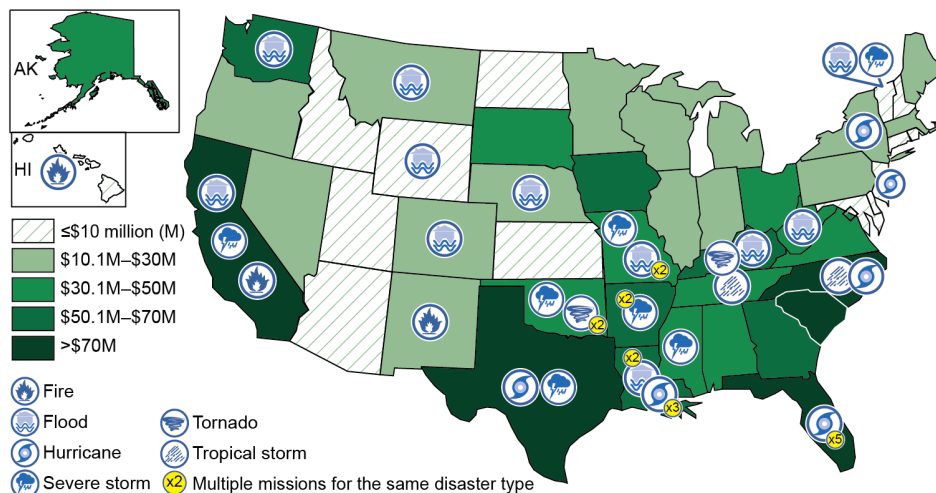 AK
HI
≤$10 million (M)
$10.1M–$30M
$30.1M–$50M
$50.1M–$70M
>$70M
Fire
Flood
Hurricane
Severe storm
Tornado
Tropical storm
x2 Multiple missions for the same disaster type
x2
x2
x2
x2
x3
x5